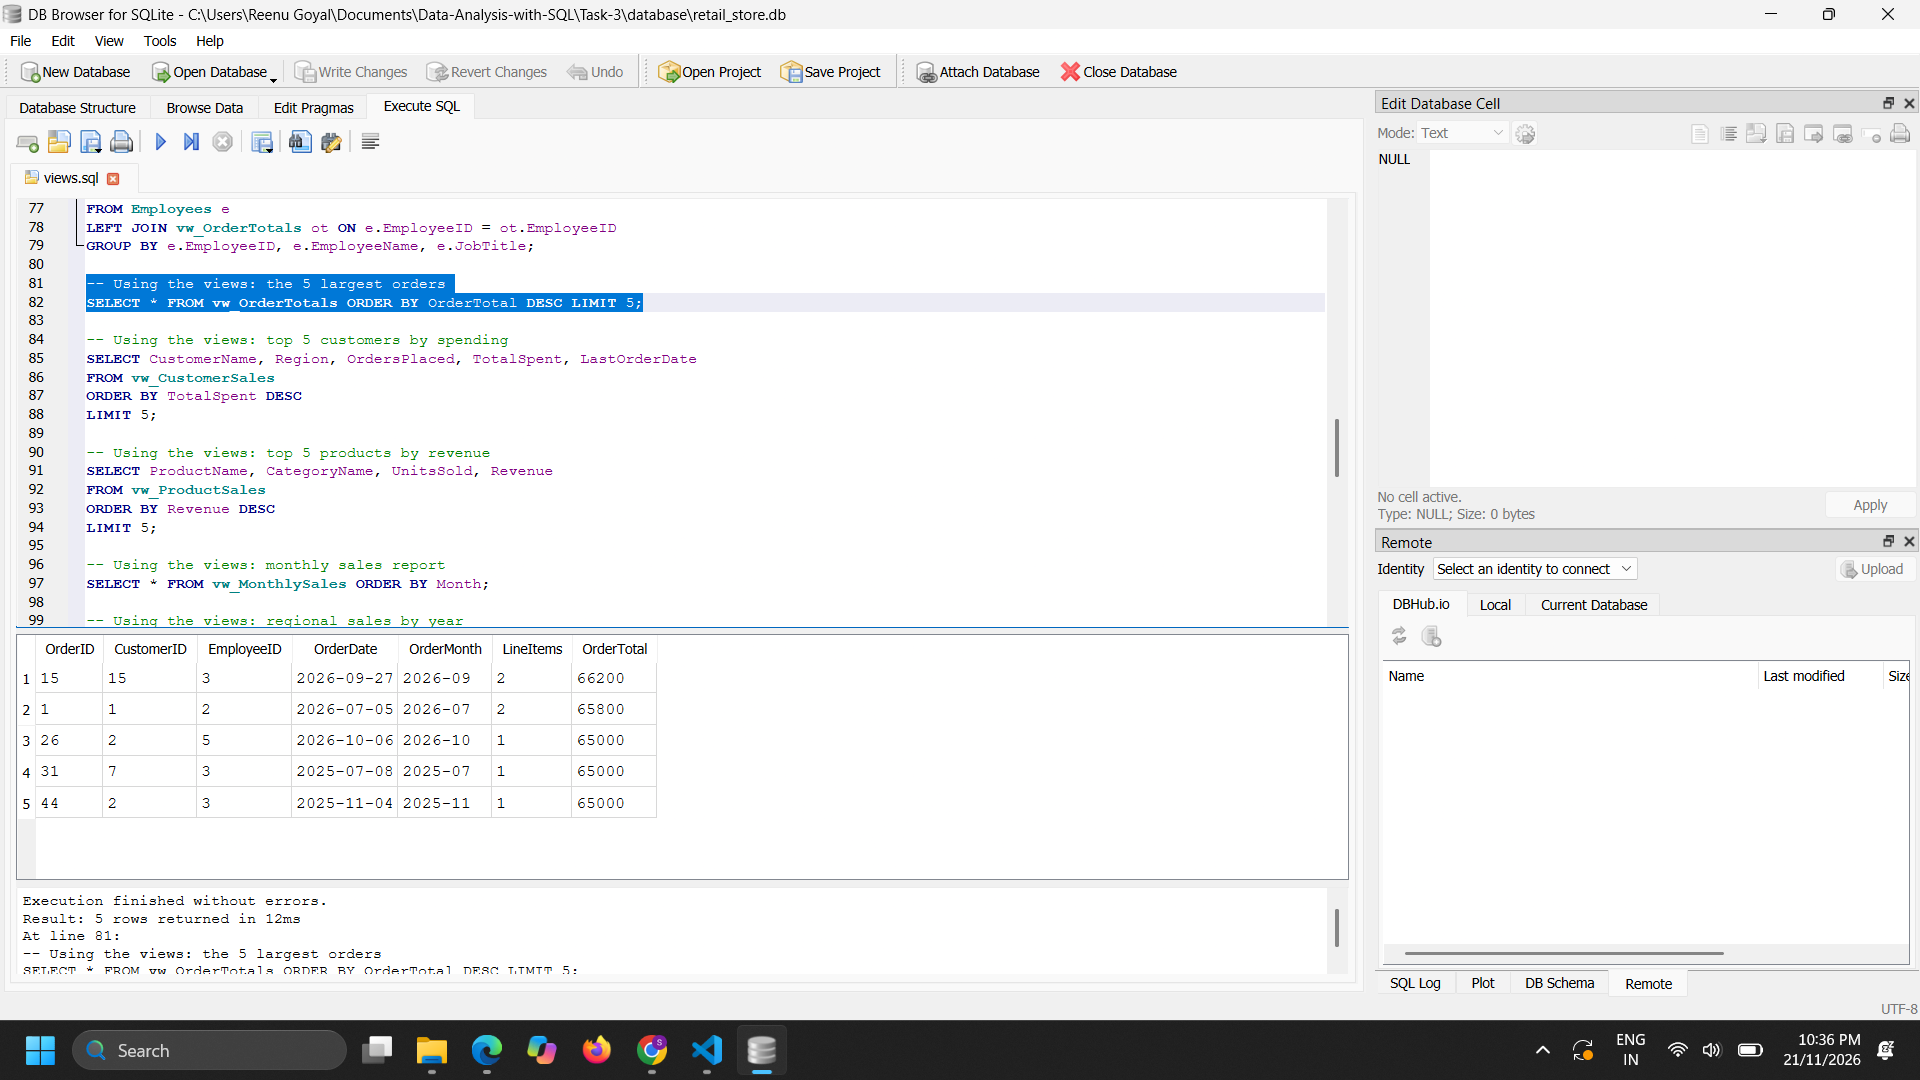 DB Browser for SQLite - C:\Users\Reenu Goyal\Documents\Data-Analysis-with-SQL\Task-3\database\retail_store.db
File Edit View Tools Help
New Database Open Database Write Changes Revert Changes Undo Open Project Save Project Attach Database Close Database
Database Structure Browse Data Edit Pragmas Execute SQL
views.sql
77 FROM Employees e
78 LEFT JOIN vw_OrderTotals ot ON e.EmployeeID = ot.EmployeeID
79 GROUP BY e.EmployeeID, e.EmployeeName, e.JobTitle;
80
81 -- Using the views: the 5 largest orders
82 SELECT * FROM vw_OrderTotals ORDER BY OrderTotal DESC LIMIT 5;
83
84 -- Using the views: top 5 customers by spending
85 SELECT CustomerName, Region, OrdersPlaced, TotalSpent, LastOrderDate
86 FROM vw_CustomerSales
87 ORDER BY TotalSpent DESC
88 LIMIT 5;
89
90 -- Using the views: top 5 products by revenue
91 SELECT ProductName, CategoryName, UnitsSold, Revenue
92 FROM vw_ProductSales
93 ORDER BY Revenue DESC
94 LIMIT 5;
95
96 -- Using the views: monthly sales report
97 SELECT * FROM vw_MonthlySales ORDER BY Month;
98
99 -- Using the views: regional sales by year
OrderID CustomerID EmployeeID OrderDate OrderMonth LineItems OrderTotal
1 15 15 3 2026-09-27 2026-09 2 66200
2 1 1 2 2026-07-05 2026-07 2 65800
3 26 2 5 2026-10-06 2026-10 1 65000
4 31 7 3 2025-07-08 2025-07 1 65000
5 44 2 3 2025-11-04 2025-11 1 65000
Execution finished without errors.
Result: 5 rows returned in 12ms
At line 81:
-- Using the views: the 5 largest orders
SELECT * FROM vw_OrderTotals ORDER BY OrderTotal DESC LIMIT 5;
Edit Database Cell
Mode: Text
NULL
No cell active.
Type: NULL; Size: 0 bytes
Apply
Remote
Identity Select an identity to connect Upload
DBHub.io Local Current Database
Name Last modified Size
SQL Log Plot DB Schema Remote
UTF-8
Search
S
ENG
IN
10:36 PM
21/11/2026